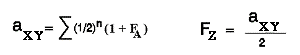 a_XY = ∑ (1/2)^n (1 + F_A)    F_Z = a_XY / 2